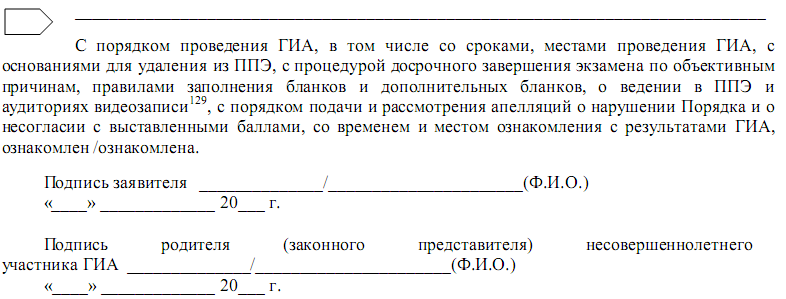 С порядком проведения ГИА, в том числе со сроками, местами проведения ГИА, с
основаниями для удаления из ППЭ, с процедурой досрочного завершения экзамена по объективным
причинам, правилами заполнения бланков и дополнительных бланков, о ведении в ППЭ и
аудиториях видеозаписи129, с порядком подачи и рассмотрения апелляций о нарушении Порядка и о
несогласии с выставленными баллами, со временем и местом ознакомления с результатами ГИА,
ознакомлен /ознакомлена.
Подпись заявителя ______________/______________________(Ф.И.О.)
«____» _____________ 20___ г.
Подпись родителя (законного представителя) несовершеннолетнего
участника ГИА ______________/______________________(Ф.И.О.)
«____» _____________ 20___ г.